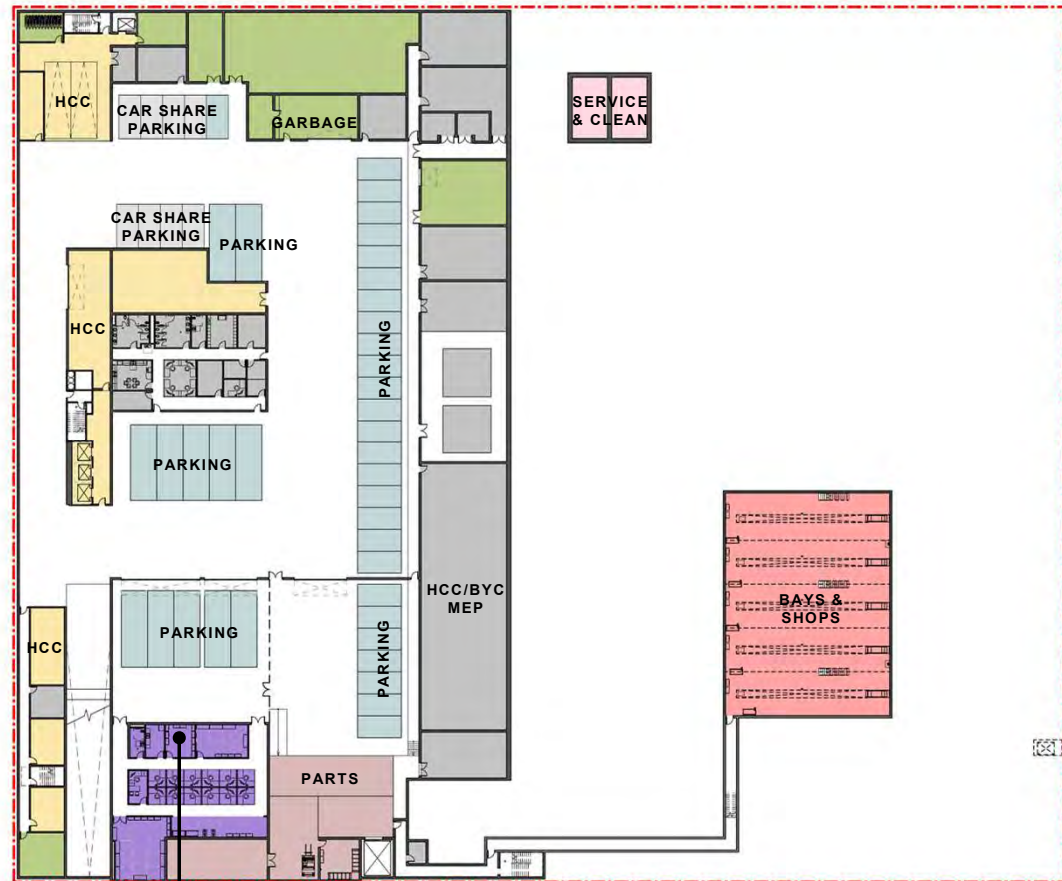 HCC
CAR SHARE
PARKING
GARBAGE
SERVICE
& CLEAN
CAR SHARE
PARKING
PARKING
HCC
PARKING
PARKING
HCC/BYC
MEP
BAYS &
SHOPS
HCC
PARKING
PARKING
PARTS